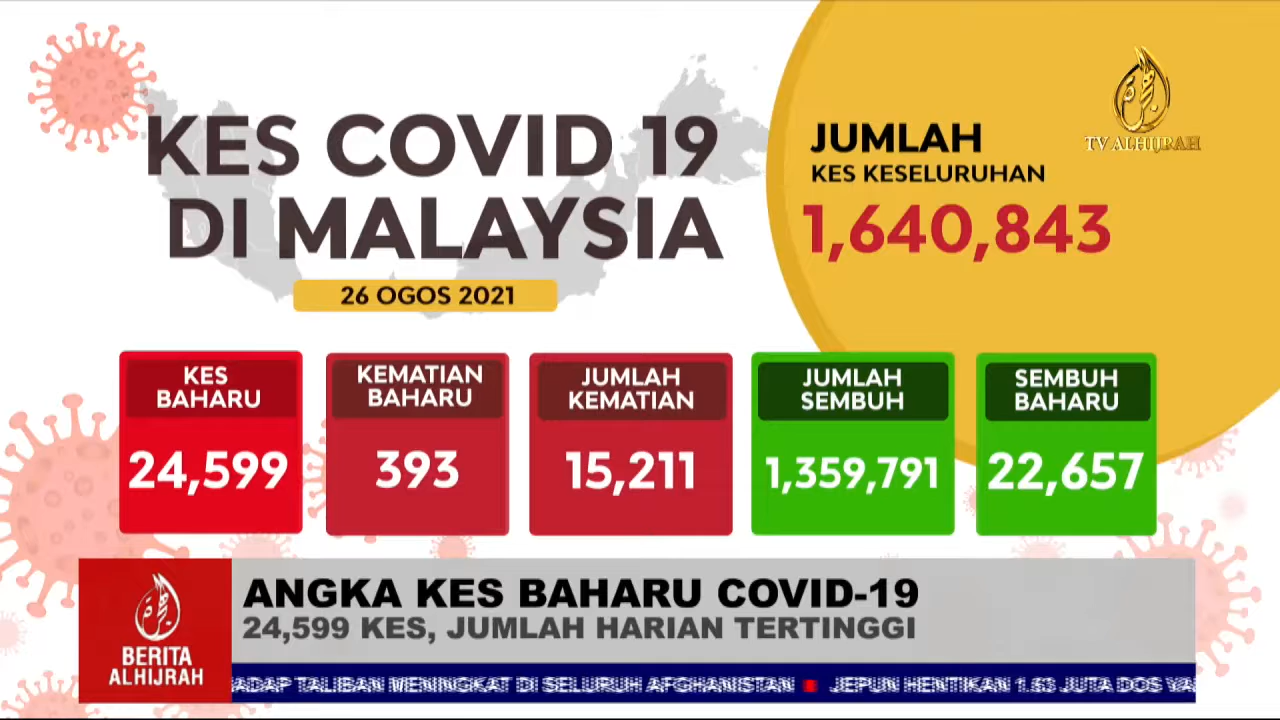 KES COVID 19
DI MALAYSIA
26 OGOS 2021
TV ALHIJRAH
JUMLAH
KES KESELURUHAN
1,640,843
KES
BAHARU
24,599
KEMATIAN
BAHARU
393
JUMLAH
KEMATIAN
15,211
JUMLAH
SEMBUH
1,359,791
SEMBUH
BAHARU
22,657
ANGKA KES BAHARU COVID-19
24,599 KES, JUMLAH HARIAN TERTINGGI
BERITA
ALHIJRAH
TALIBAN MENINGKAT DI SELURUH AFGHANISTAN JEPUN HENTIKAN 1.63 JUTA DOS